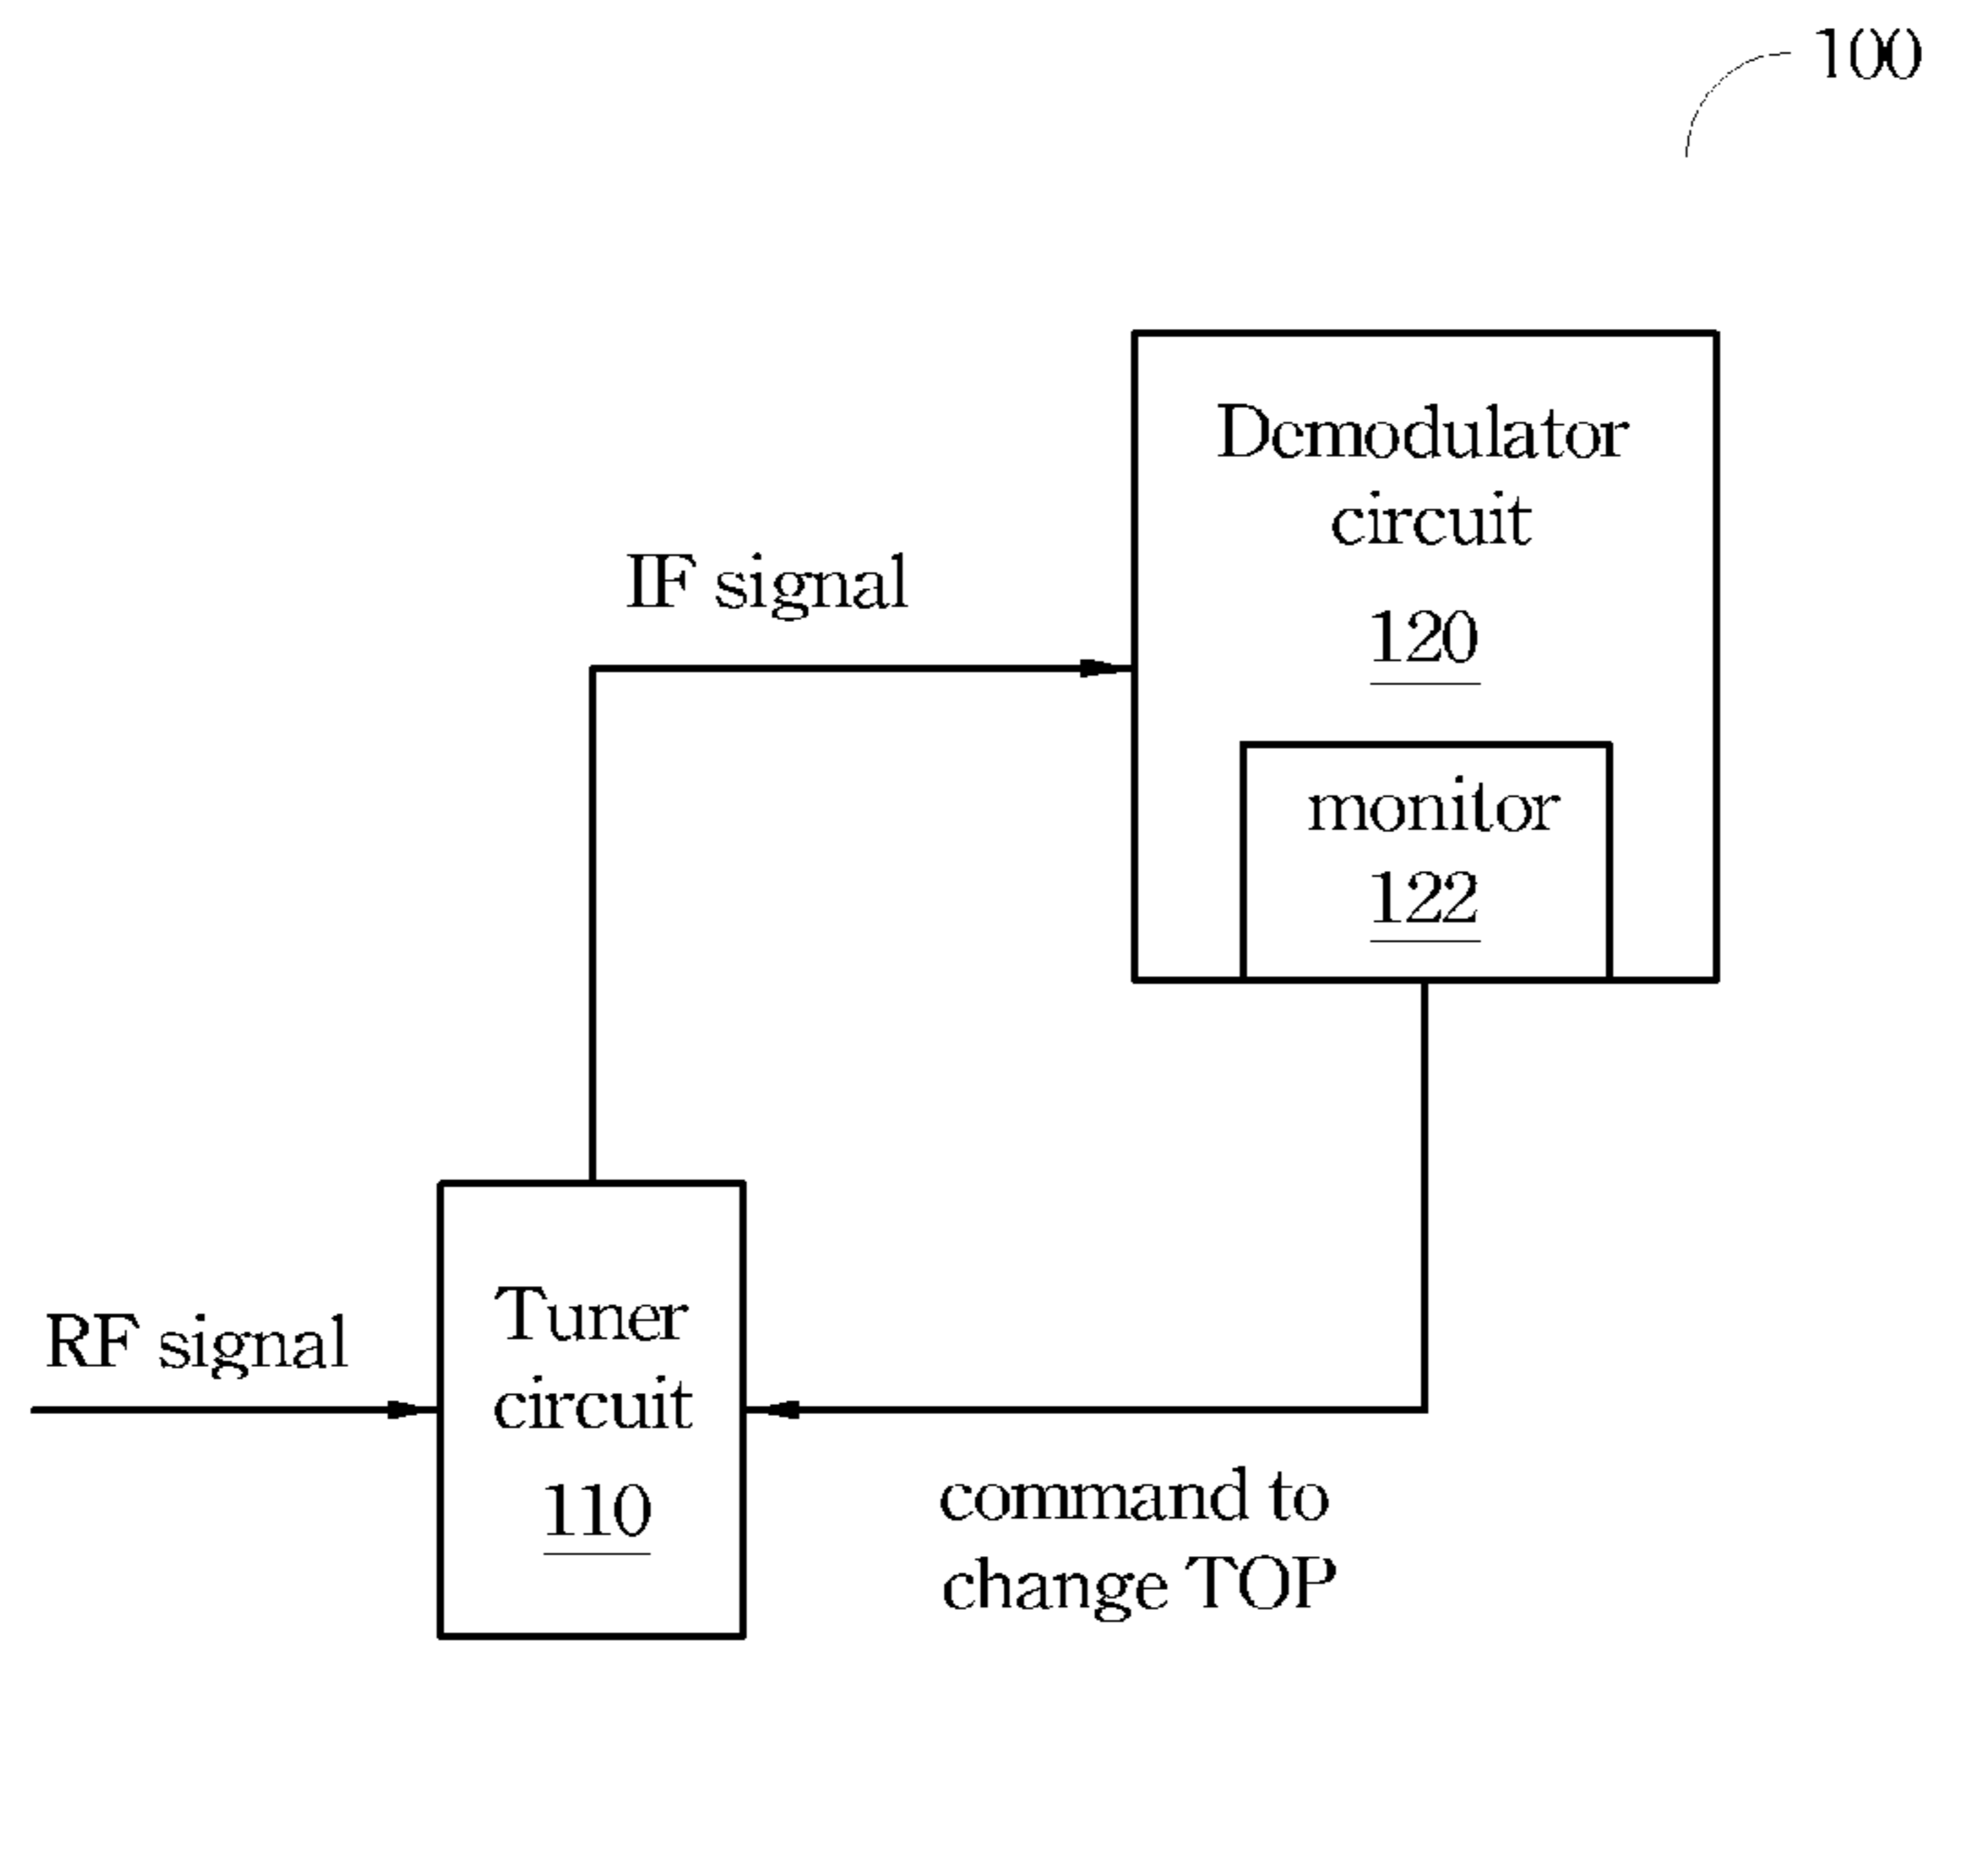 100
Demodulator
circuit
120
IF signal
monitor
122
Tuner
circuit
110
RF signal
command to
change TOP